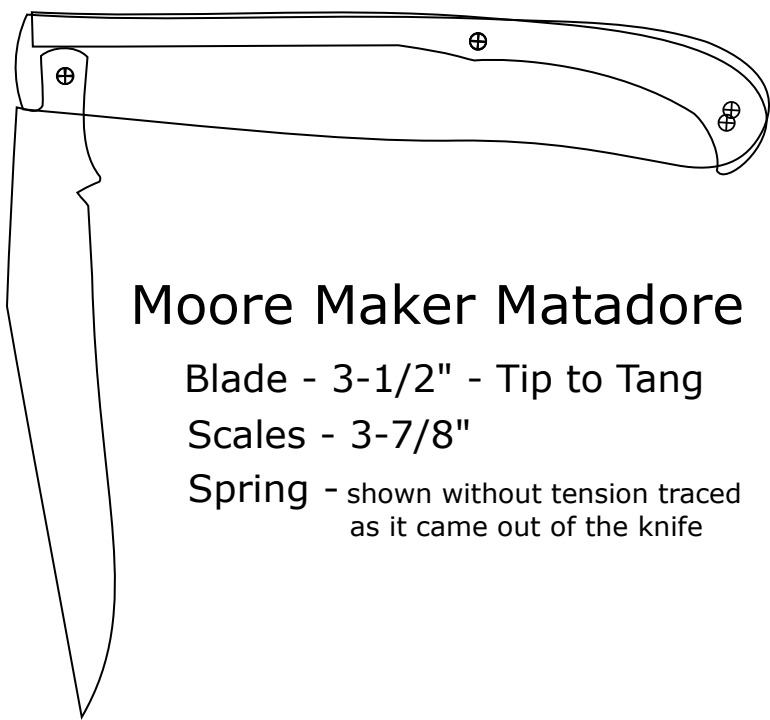 Moore Maker Matadore
Blade - 3-1/2" - Tip to Tang
Scales - 3-7/8"
Spring - shown without tension traced
as it came out of the knife